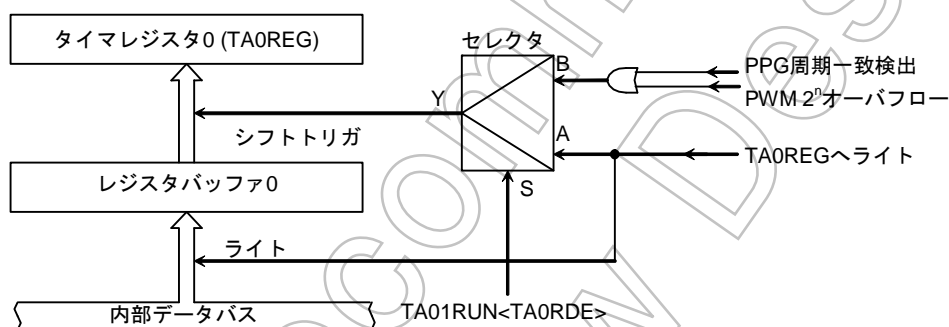 タイマレジスタ0 (TA0REG)
セレクタ
B
PPG周期一致検出
PWM 2nオーバフロー
Y
A
シフトトリガ
TA0REGへライト
レジスタバッファ0
S
ライト
内部データバス
TA01RUN<TA0RDE>